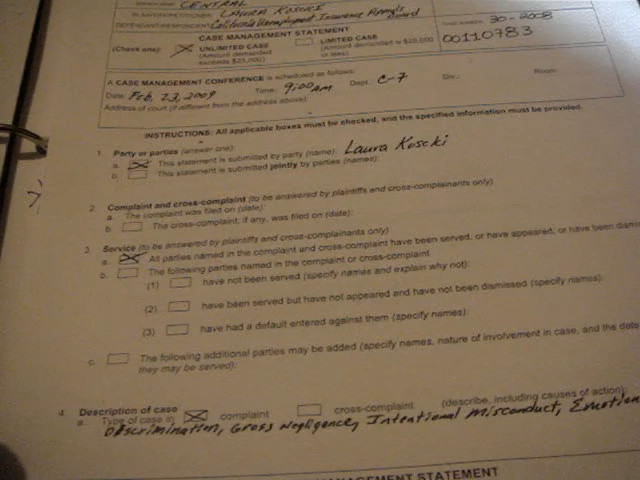 CENTRAL
PLAINTIFF/PETITIONER: LAURA KOSCKI
DEFENDANT/RESPONDENT: California Unemployment Insurance Appeals Board
CASE MANAGEMENT STATEMENT
(Check one): UNLIMITED CASE (Amount demanded exceeds $25,000) LIMITED CASE (Amount demanded is $25,000 or less)
CASE NUMBER: 30-2008
00110783
A CASE MANAGEMENT CONFERENCE is scheduled as follows:
Date: Feb. 23, 2009 Time: 9:00am Dept: C-7 Div.: Room:
Address of court (if different from the address above):
INSTRUCTIONS: All applicable boxes must be checked, and the specified information must be provided.
1. Party or parties (answer one):
a. This statement is submitted by party (name): Laura Koscki
b. This statement is submitted jointly by parties (names):
2. Complaint and cross-complaint (to be answered by plaintiffs and cross-complainants only)
a. The complaint was filed on (date):
b. The cross-complaint, if any, was filed on (date):
3. Service (to be answered by plaintiffs and cross-complainants only)
a. All parties named in the complaint and cross-complaint have been served, or have appeared, or have been dismis
b. The following parties named in the complaint or cross-complaint
(1) have not been served (specify names and explain why not):
(2) have been served but have not appeared and have not been dismissed (specify names):
(3) have had a default entered against them (specify names):
c. The following additional parties may be added (specify names, nature of involvement in case, and the date
they may be served):
4. Description of case
a. Type of case in complaint cross-complaint (describe, including causes of action):
Discrimination, Gross Negligence, Intentional Misconduct, Emotion
MANAGEMENT STATEMENT